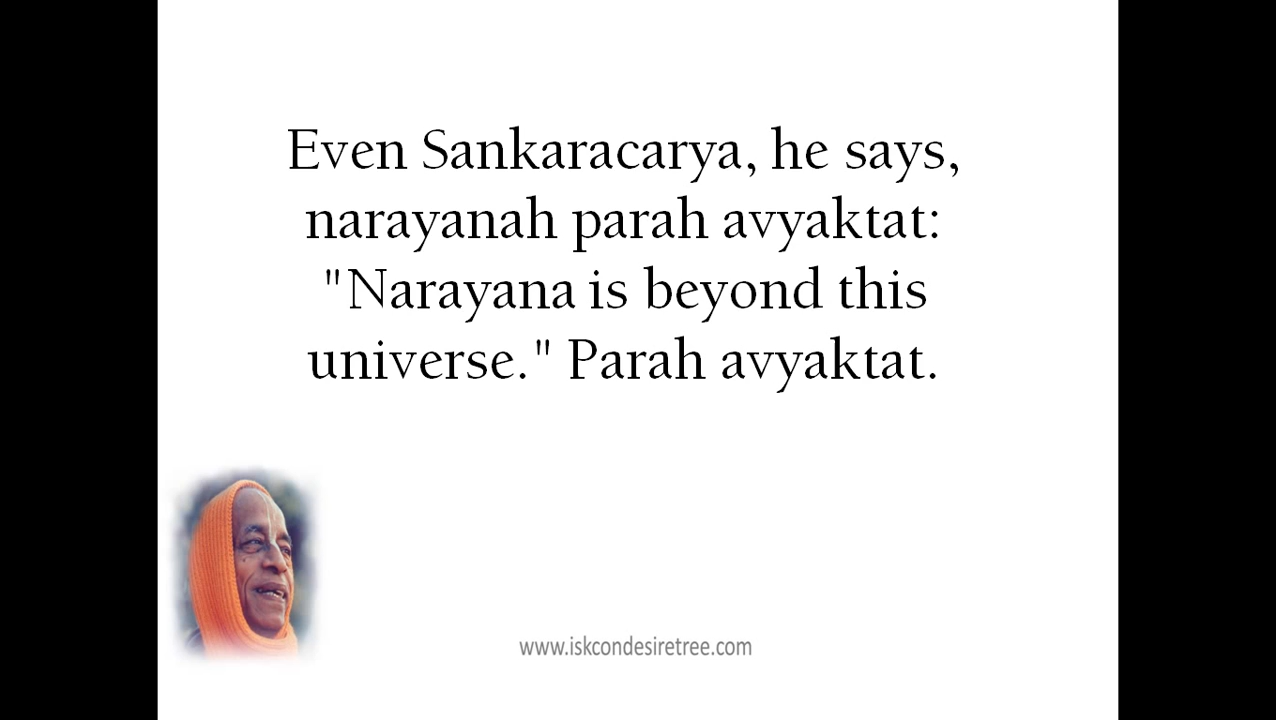 Even Sankaracarya, he says,
narayanah parah avyaktat:
"Narayana is beyond this
universe." Parah avyaktat.
www.iskcondesiretree.com